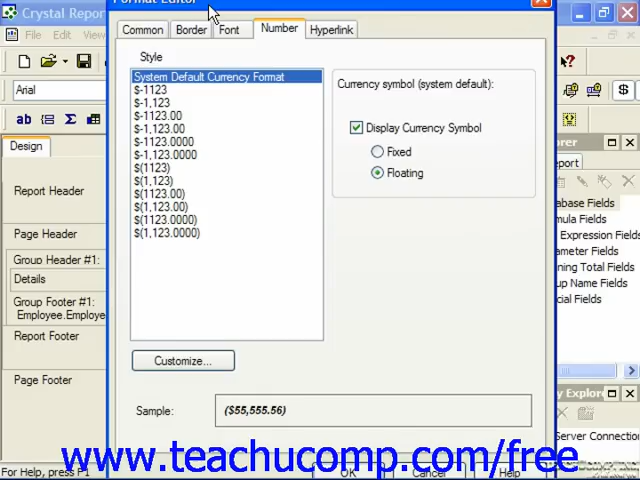 Crystal Repor
Format Editor
File
Arial
ab
Common Border Font Number Hyperlink
Style
System Default Currency Format
$-1123
$-1,123
$-1123.00
$-1,123.00
$-1123.0000
$-1,123.0000
$(1123)
$(1,123)
$(1123.00)
$(1,123.00)
$(1123.0000)
$(1,123.0000)
Currency symbol (system default):
Display Currency Symbol
Fixed
Floating
Customize...
Sample:
($55,555.56)
OK Cancel Help
Design
Report Header
Page Header
Group Header #1:
Details
Group Footer #1:
Employee.Employe
Report Footer
Page Footer
$
orer
port
abase Fields
mula Fields
Expression Fields
ameter Fields
ning Total Fields
up Name Fields
cial Fields
y Explorer
Server Connection
For Help, press F1
www.teachucomp.com/free